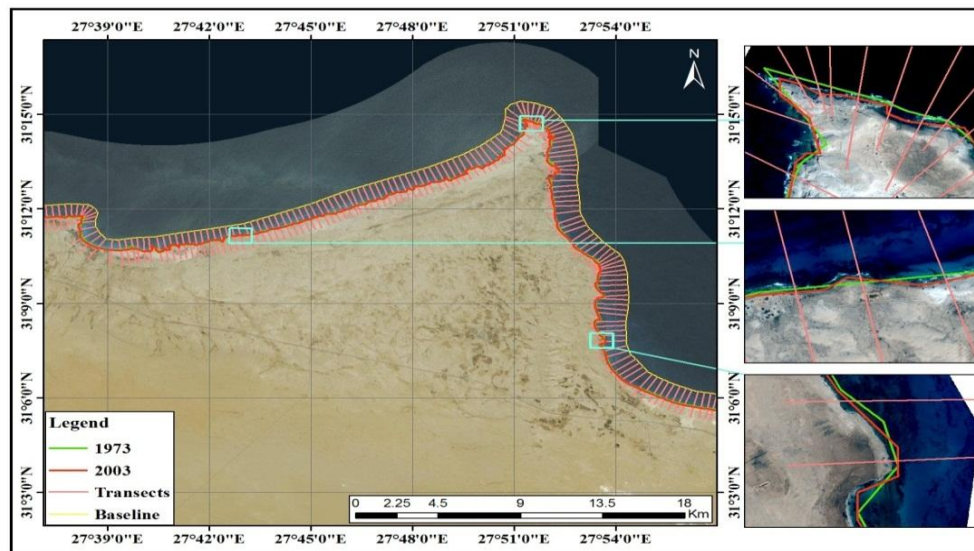 27°39'0"E 27°42'0"E 27°45'0"E 27°48'0"E 27°51'0"E 27°54'0"E
N
31°15'0"N 31°15'0"N
31°12'0"N 31°12'0"N
31°9'0"N 31°9'0"N
31°6'0"N 31°6'0"N
31°3'0"N 31°3'0"N
Legend
1973
2003
Transects
Baseline
0 2.25 4.5 9 13.5 18
Km
27°39'0"E 27°42'0"E 27°45'0"E 27°48'0"E 27°51'0"E 27°54'0"E